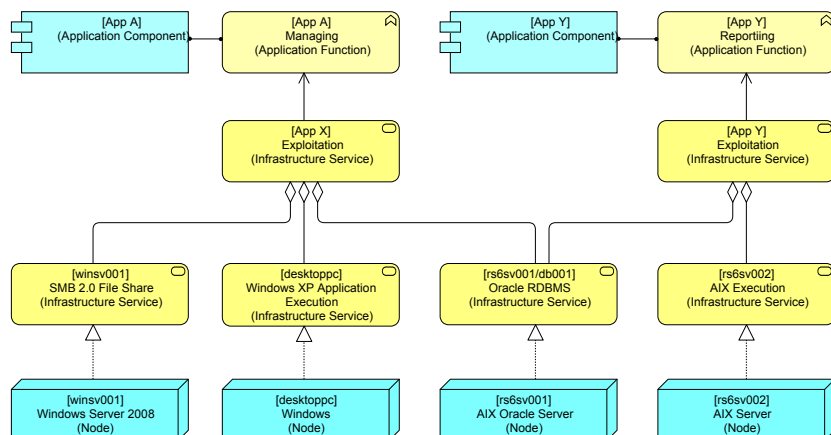 [App A]
(Application Component)
[App A]
Managing
(Application Function)
[App Y]
(Application Component)
[App Y]
Reportiing
(Application Function)
[App X]
Exploitation
(Infrastructure Service)
[App Y]
Exploitation
(Infrastructure Service)
[winsv001]
SMB 2.0 File Share
(Infrastructure Service)
[desktoppc]
Windows XP Application
Execution
(Infrastructure Service)
[rs6sv001/db001]
Oracle RDBMS
(Infrastructure Service)
[rs6sv002]
AIX Execution
(Infrastructure Service)
[winsv001]
Windows Server 2008
(Node)
[desktoppc]
Windows
(Node)
[rs6sv001]
AIX Oracle Server
(Node)
[rs6sv002]
AIX Server
(Node)